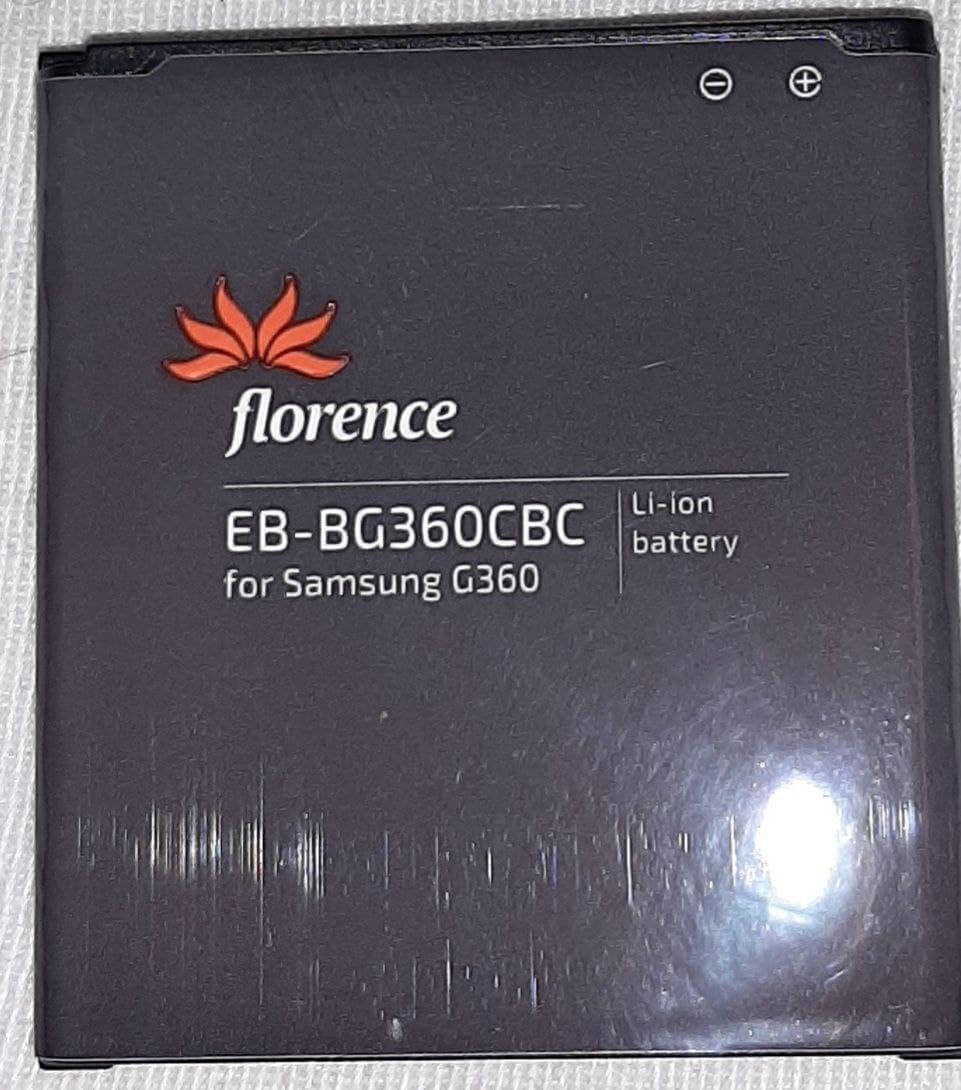 florence
EB-BG360CBC
for Samsung G360
Li-ion
battery